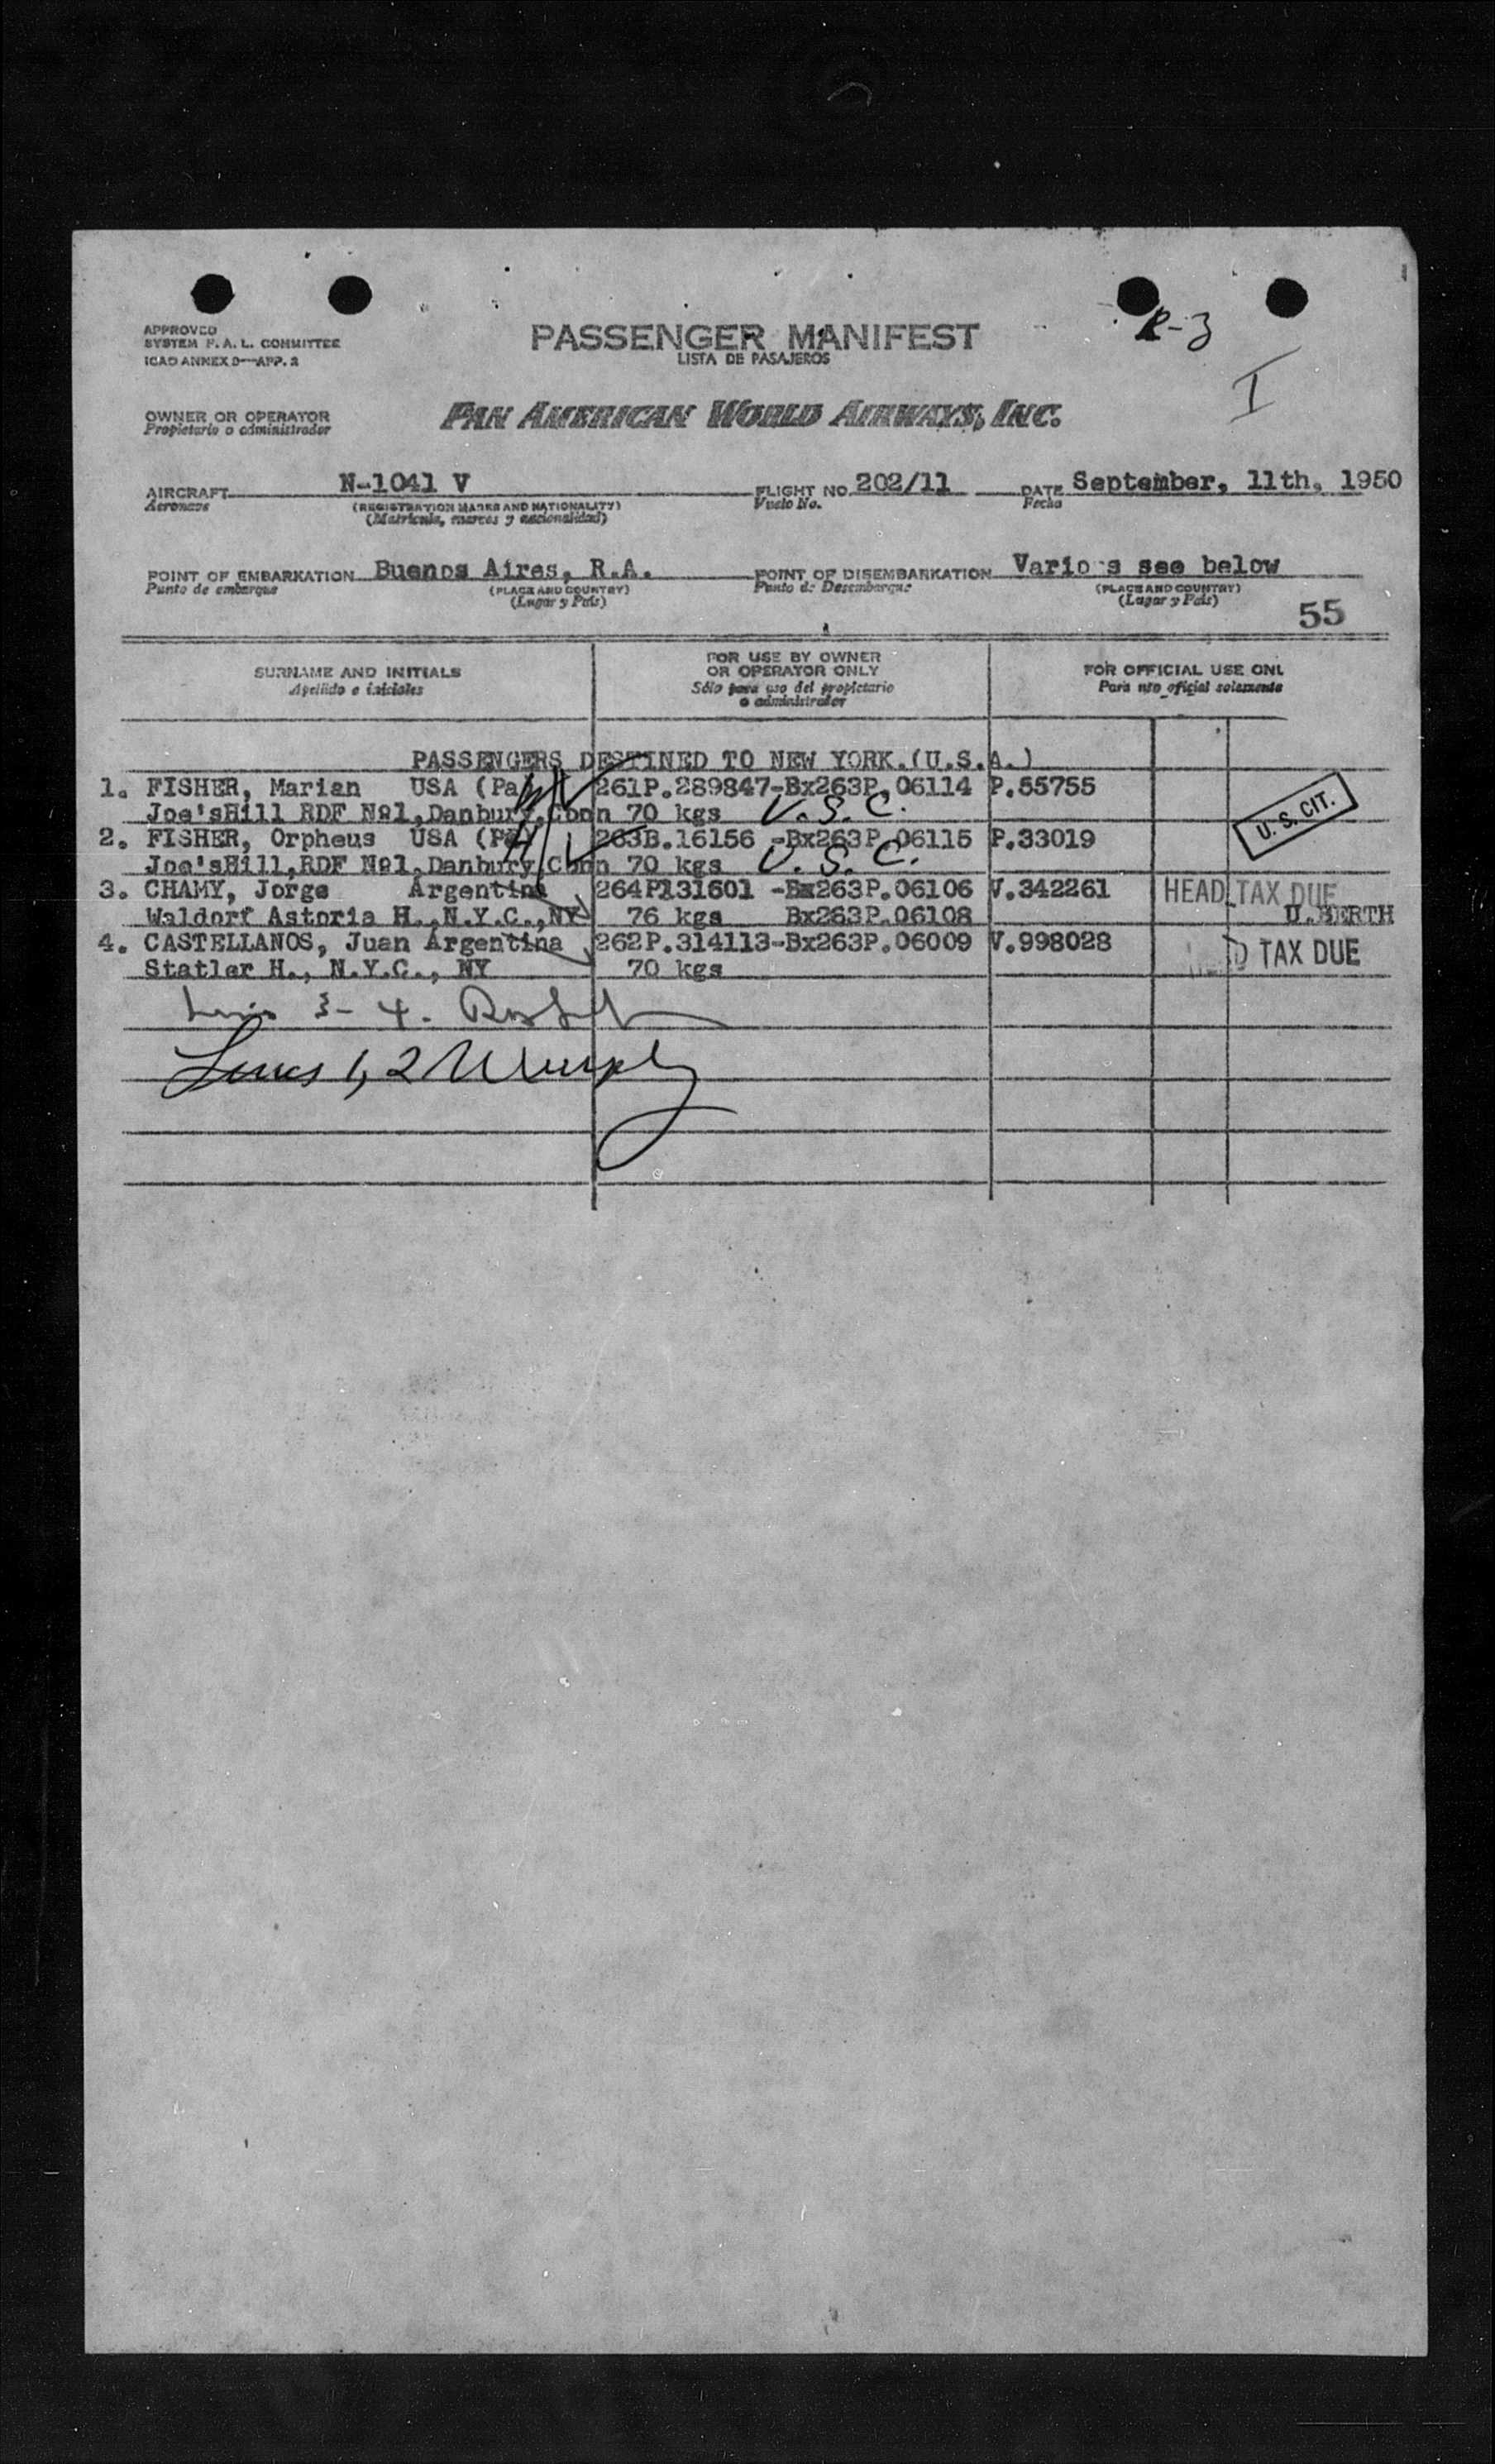 APPROVED
SYSTEM F. A. L. COMMITTEE
ICAO ANNEX 9—APP. 2
PASSENGER MANIFEST
LISTA DE PASAJEROS
R-3
I
OWNER OR OPERATOR
Propietario o administrador
PAN AMERICAN WORLD AIRWAYS, INC.
AIRCRAFT N-1041 V FLIGHT NO. 202/11 DATE September, 11th, 1950
Aeronave (REGISTRATION MARKS AND NATIONALITY) Vuelo No. Fecha
(Matrícula, marcas y nacionalidad)
POINT OF EMBARKATION Buenos Aires, R.A. POINT OF DISEMBARKATION Vario s see below
Punto de embarque (PLACE AND COUNTRY) Punto de Desembarque (PLACE AND COUNTRY)
(Lugar y País) (Lugar y País)
55
SURNAME AND INITIALS
Apellido e iniciales
FOR USE BY OWNER
OR OPERATOR ONLY
Sólo para uso del propietario
o administrador
FOR OFFICIAL USE ONL
Para uso oficial solamente
PASSENGERS DESTINED TO NEW YORK.(U.S.A.)
1. FISHER, Marian USA (Pa 261P.289847-Bx263P.06114 P.55755
Joe'sHill RDF Nº1,Danbury,Conn 70 kgs U.S.C.
U. S. CIT.
2. FISHER, Orpheus USA (Pa 263B.16156 -Bx263P.06115 P.33019
Joe'sHill,RDF Nº1,Danbury,Conn 70 kgs U.S.C.
3. CHAMY, Jorge Argentina 264P131601 -Bx263P.06106 V.342261 HEAD TAX DUE
Waldorf Astoria H.,N.Y.C.,NY 76 kgs Bx263P.06108 U.BERTH
4. CASTELLANOS, Juan Argentina 262P.314113-Bx263P.06009 V.998028 D TAX DUE
Statler H., N.Y.C., NY 70 kgs
3-4.
Lines 1, 2 Murphy